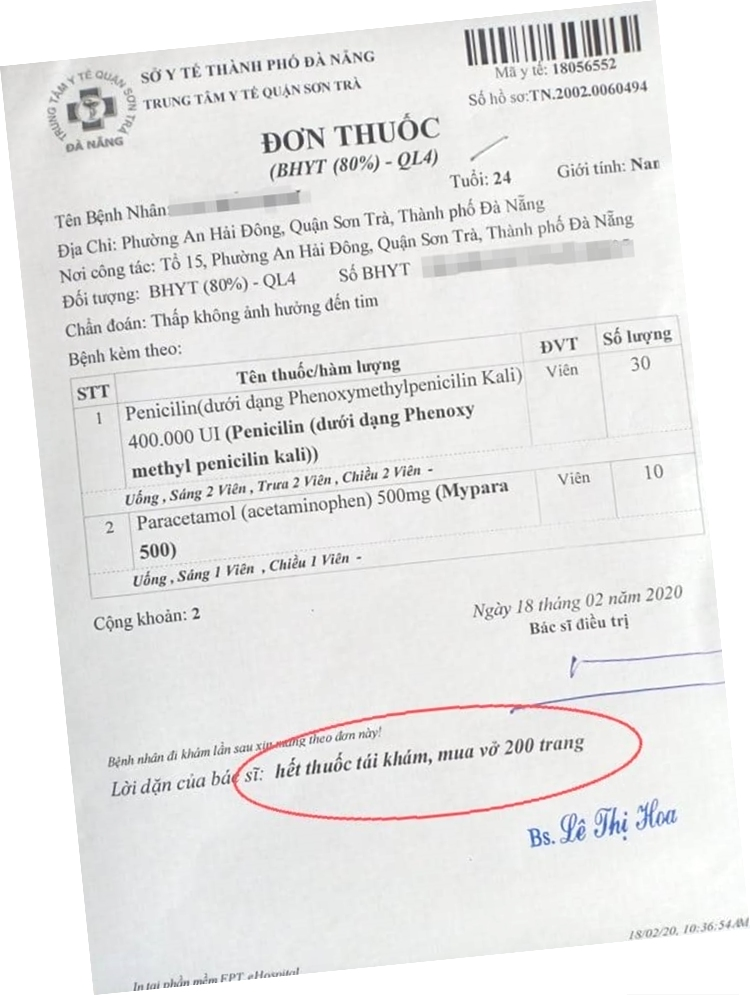 TRUNG TÂM Y TẾ QUẬN SƠN TRÀ
ĐÀ NẴNG
SỞ Y TẾ THÀNH PHỐ ĐÀ NẴNG
TRUNG TÂM Y TẾ QUẬN SƠN TRÀ
Mã y tế: 18056552
Số hồ sơ:TN.2002.0060494
ĐƠN THUỐC
(BHYT (80%) - QL4)
Tên Bệnh Nhân:
Tuổi: 24
Giới tính: Nam
Địa Chỉ: Phường An Hải Đông, Quận Sơn Trà, Thành phố Đà Nẵng
Nơi công tác: Tổ 15, Phường An Hải Đông, Quận Sơn Trà, Thành phố Đà Nẵng
Đối tượng: BHYT (80%) - QL4 Số BHYT
Chẩn đoán: Thấp không ảnh hưởng đến tim
Bệnh kèm theo:
STT Tên thuốc/hàm lượng ĐVT Số lượng
1 Penicilin(dưới dạng Phenoxymethylpenicilin Kali) Viên 30
400.000 UI (Penicilin (dưới dạng Phenoxy
methyl penicilin kali))
Uống , Sáng 2 Viên , Trưa 2 Viên , Chiều 2 Viên -
2 Paracetamol (acetaminophen) 500mg (Mypara Viên 10
500)
Uống , Sáng 1 Viên , Chiều 1 Viên -
Cộng khoản: 2
Ngày 18 tháng 02 năm 2020
Bác sĩ điều trị
Bệnh nhân đi khám lần sau xin mang theo đơn này!
Lời dặn của bác sĩ: hết thuốc tái khám, mua vở 200 trang
Bs. Lê Thị Hoa
18/02/20, 10:36:54AM
In tại phần mềm FPT.eHospital